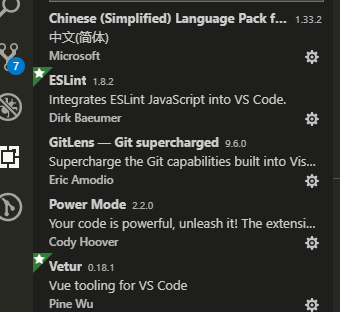 Chinese (Simplified) Language Pack f... 1.33.2
中文(简体)
Microsoft
7
ESLint 1.8.2
Integrates ESLint JavaScript into VS Code.
Dirk Baeumer
GitLens — Git supercharged 9.6.0
Supercharge the Git capabilities built into Vis...
Eric Amodio
Power Mode 2.2.0
Your code is powerful, unleash it! The extensi...
Cody Hoover
Vetur 0.18.1
Vue tooling for VS Code
Pine Wu